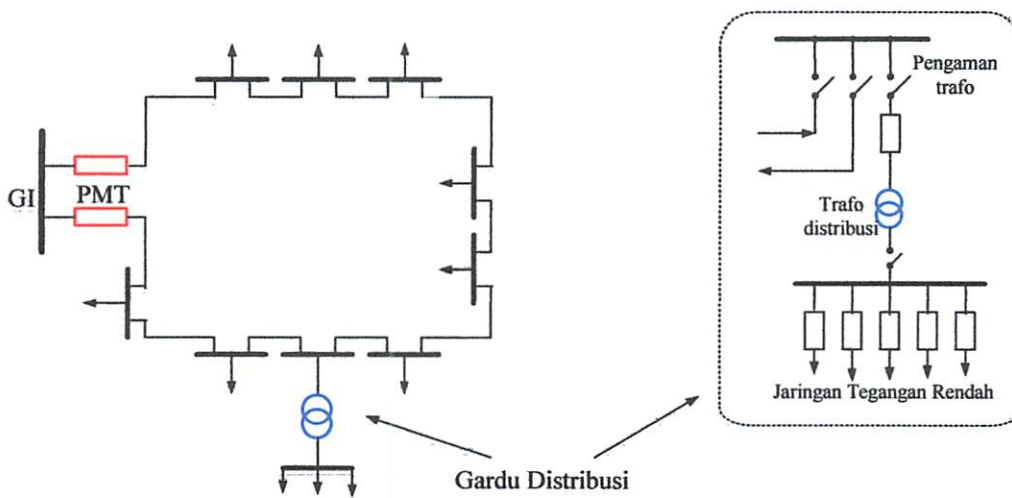 GI
PMT
Pengaman
trafo
Trafo
distribusi
Jaringan Tegangan Rendah
Gardu Distribusi